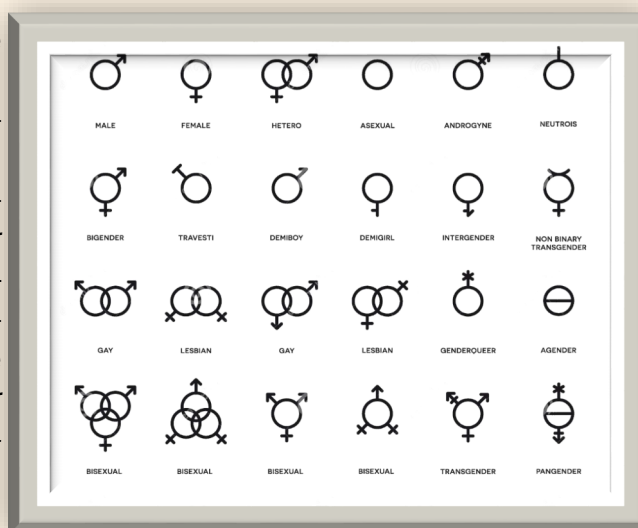 MALE FEMALE HETERO ASEXUAL ANDROGYNE NEUTROIS
BIGENDER TRAVESTI DEMIBOY DEMIGIRL INTERGENDER NON BINARY
TRANSGENDER
GAY LESBIAN GAY LESBIAN GENDERQUEER AGENDER
BISEXUAL BISEXUAL BISEXUAL BISEXUAL TRANSGENDER PANGENDER